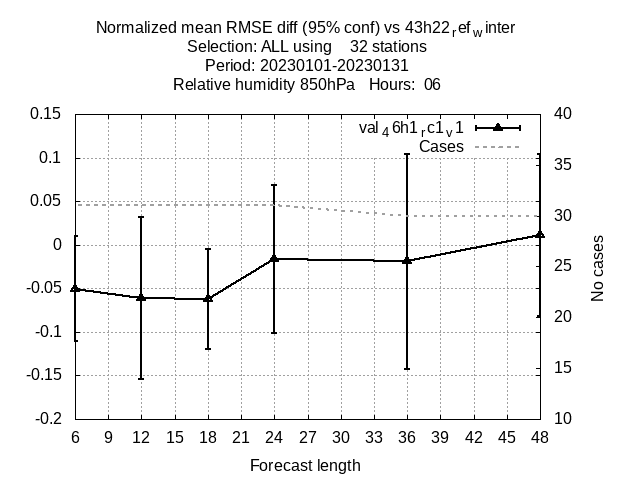 Normalized mean RMSE diff (95% conf) vs 43h22refwinter
Selection: ALL using 32 stations
Period: 20230101-20230131
Relative humidity 850hPa Hours: 06
0.15 40
val46h1rc1v1
Cases
0.1 35
0.05 30
0 25
-0.05
-0.1 20
-0.15 15
-0.2 10
No cases
6 9 12 15 18 21 24 27 30 33 36 39 42 45 48
Forecast length